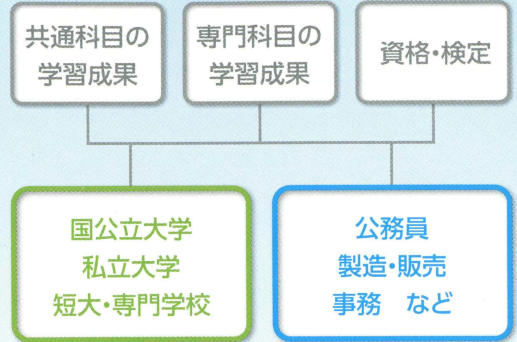 共通科目の
学習成果
専門科目の
学習成果
資格・検定
国公立大学
私立大学
短大・専門学校
公務員
製造・販売
事務　など